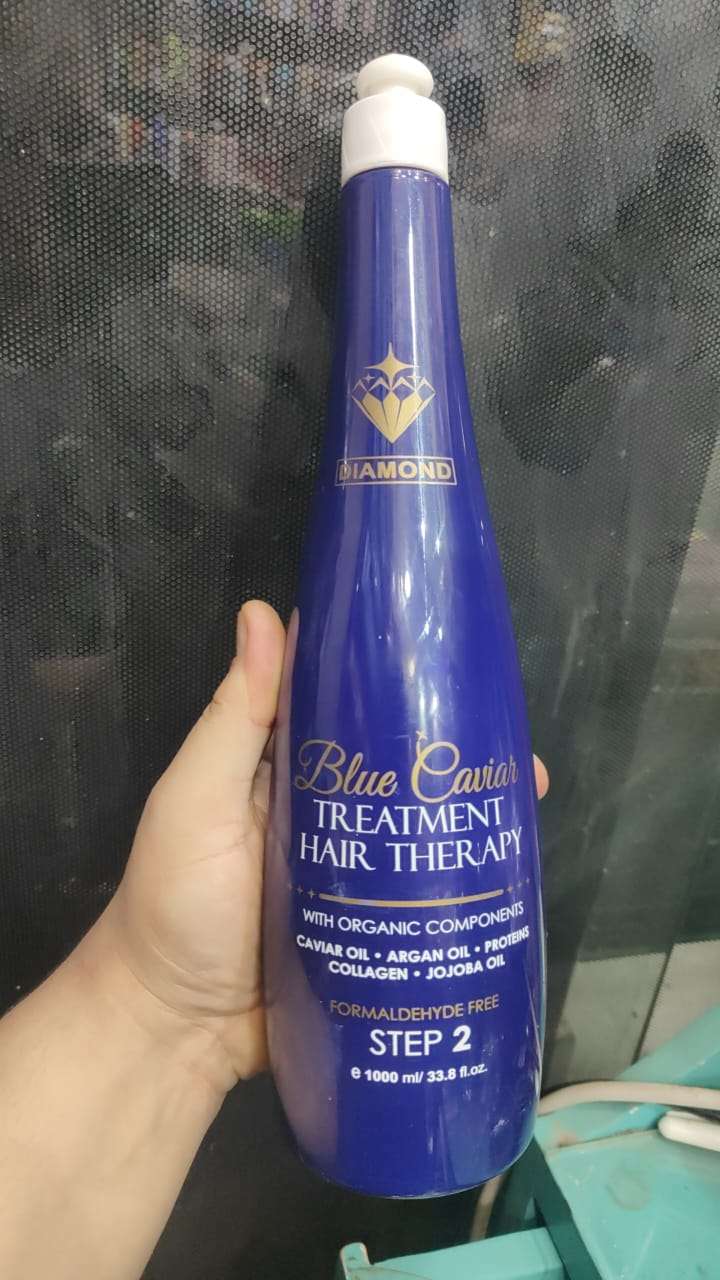 DIAMOND
Blue Caviar
TREATMENT
HAIR THERAPY
WITH ORGANIC COMPONENTS
CAVIAR OIL • ARGAN OIL • PROTEINS
COLLAGEN • JOJOBA OIL
FORMALDEHYDE FREE
STEP 2
e 1000 ml/ 33.8 fl.oz.